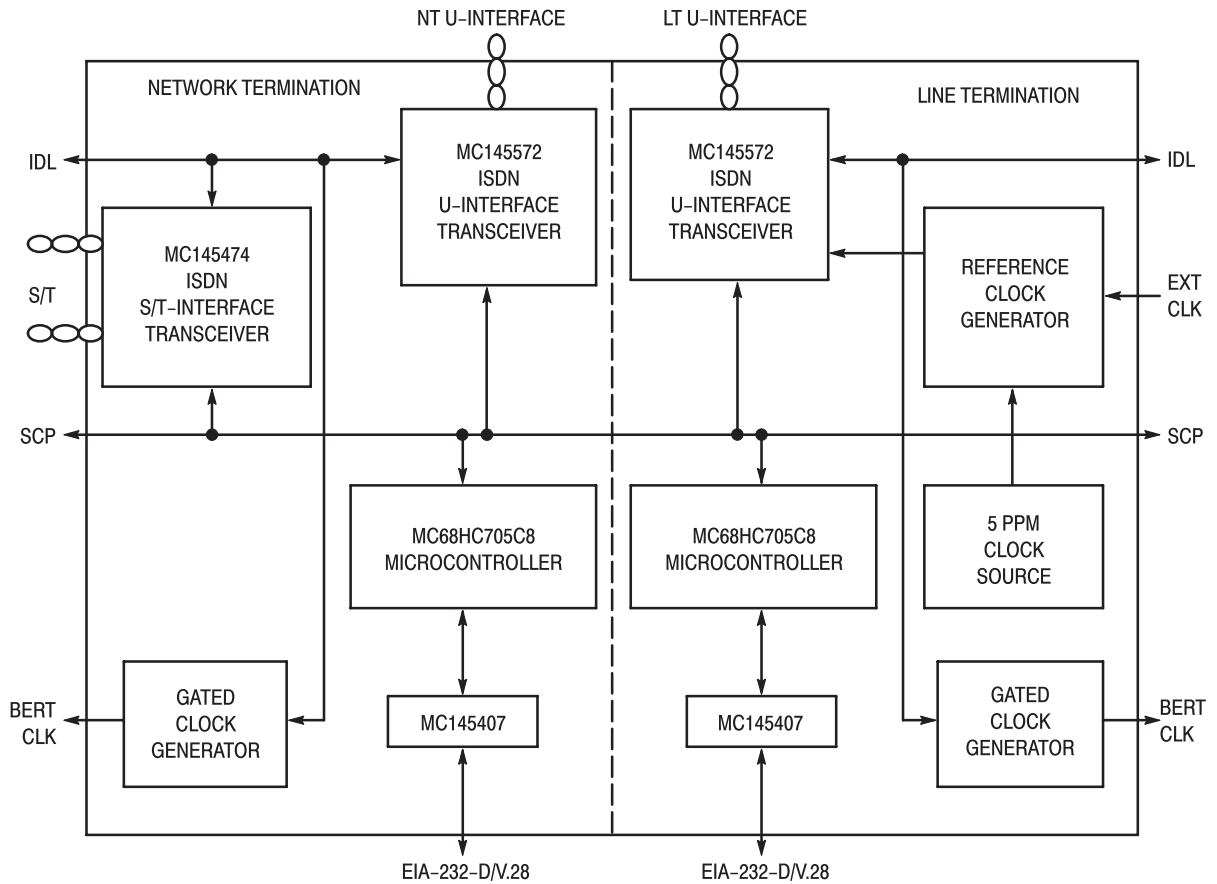 NT U-INTERFACE
LT U-INTERFACE
NETWORK TERMINATION
LINE TERMINATION
IDL
MC145572
ISDN
U-INTERFACE
TRANSCEIVER
MC145572
ISDN
U-INTERFACE
TRANSCEIVER
IDL
S/T
MC145474
ISDN
S/T-INTERFACE
TRANSCEIVER
REFERENCE
CLOCK
GENERATOR
EXT
CLK
SCP
SCP
MC68HC705C8
MICROCONTROLLER
MC68HC705C8
MICROCONTROLLER
5 PPM
CLOCK
SOURCE
BERT
CLK
GATED
CLOCK
GENERATOR
MC145407
MC145407
GATED
CLOCK
GENERATOR
BERT
CLK
EIA-232-D/V.28
EIA-232-D/V.28